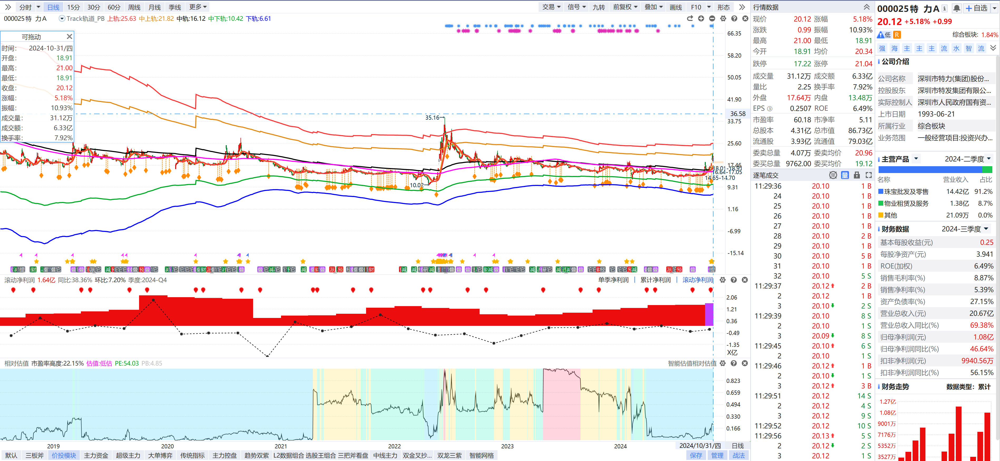 分时 日线 15分 30分 60分 周线 月线 季线 更多 交易 信号 九转 前复权 叠加 画线 F10 形态
000025特 力A Track轨道_PB 上轨:25.63 中上轨:21.82 中轨:16.12 中下轨:10.42 下轨:6.61
可拖动
时间: 2024-10-31/四
开盘: 18.91
最高: 21.00
最低: 18.91
收盘: 20.12
涨幅: 5.18%
振幅: 10.93%
成交量: 31.12万
成交额: 6.33亿
换手率: 7.92%
66.35
58.20
50.05
41.90
36.58
33.75
25.60
17.46
9.31
1.16
-6.99
-15.14
35.16
10.02
16.64-17.05
14.65-14.70
滚动净利润 1.64亿 同比:38.36% 环比:7.20% 季度:2024-Q4
单季净利润 | 累计净利润 | 滚动净利润
2.06
1.21
0.36
-0.49
-1.35
X亿
相对估值 市盈率高度:22.15% 估值:低估 PE:54.03 PB:4.85
智能估值相对估值
0.823
0.659
0.494
0.330
0.166
2019 2020 2021 2022 2023 2024 2024/10/31/四 日线
默认 三板斧 价投模块 主力资金 超级主力 大单博弈 传统指标 主力控盘 趋势双紫 L2数据组合 选股王组合 三把斧看盘 中线主力 双金叉抄... 双龙三紫 智能网格 保存 管理 战法
行情数据
现价 20.12 涨幅 5.18%
涨跌 0.99 振幅 10.93%
最高 21.00 最低 18.91
今开 18.91 均价 20.34
跌停 17.22 涨停 21.04
成交量 31.12万 成交额 6.33亿
量比 2.25 换手率 7.92%
外盘 17.64万 内盘 13.48万
EPS ③ 0.2507 ROE 6.49%
市盈率 60.18 市净率 5.11
总股本 4.31亿 总市值 86.73亿
流通股 3.93亿 流通值 79.03亿
委卖总量 4.07万 委卖均价 20.96
委买总量 9762.00 委买均价 19.12
逐笔成交
11:29:36 20.10 1 B
24 20.10 1 B
25 20.10 1 B
26 20.10 1 B
27 20.10 1 B
28 20.10 2 B
29 20.10 1 B
30 20.10 5 B
31 20.10 1 B
32 20.10 5 S
11:29:37 20.12 2 B
2 20.12 1 B
3 20.10 2 S
11:29:39 20.10 8 S
2 20.10 1 S
3 20.09 8 S
11:29:45 20.10 6 S
2 20.10 1 S
11:29:46 20.12 1 B
2 20.10 1 S
3 20.12 3 B
11:29:51 20.12 14 S
2 20.12 4 S
3 20.12 9 S
11:29:52 20.12 10 S
11:29:56 20.13 5 S
2 20.12 2 S
3 20.12 1 S
000025特 力A 自选
20.12 +5.18% +0.99
低 R 综合板块: 1.84%
强 海 主 主 主 流 水 智 流
公司介绍
公司名称 深圳市特力(集团)股份...
控股股东 深圳市特发集团有限公...
实际控制人 深圳市人民政府国有资...
上市日期 1993-06-21
所属行业 综合板块
业务范围 一般经营项目:投资兴办...
主营产品 2024-二季度
名称 营业收入 占比
珠宝批发及零售 14.42亿 91.2%
物业租赁及服务 1.38亿 8.7%
其他 21.09万 0.0%
财务数据 2024-三季度
基本每股收益(元) 0.25
每股净资产(元) 3.941
ROE(加权) 6.49%
销售毛利率(%) 8.87%
销售净利率(%) 5.39%
资产负债率(%) 27.15%
营业总收入(元) 20.67亿
营业总收入同比(%) 69.38%
归母净利润(元) 1.08亿
归母净利润同比(%) 46.64%
扣非净利润(元) 9940.56万
扣非净利润同比(%) 56.15%
财务走势 数据类型：累计
1.27亿
1.08亿
9001万
7176万
5352万
3527万